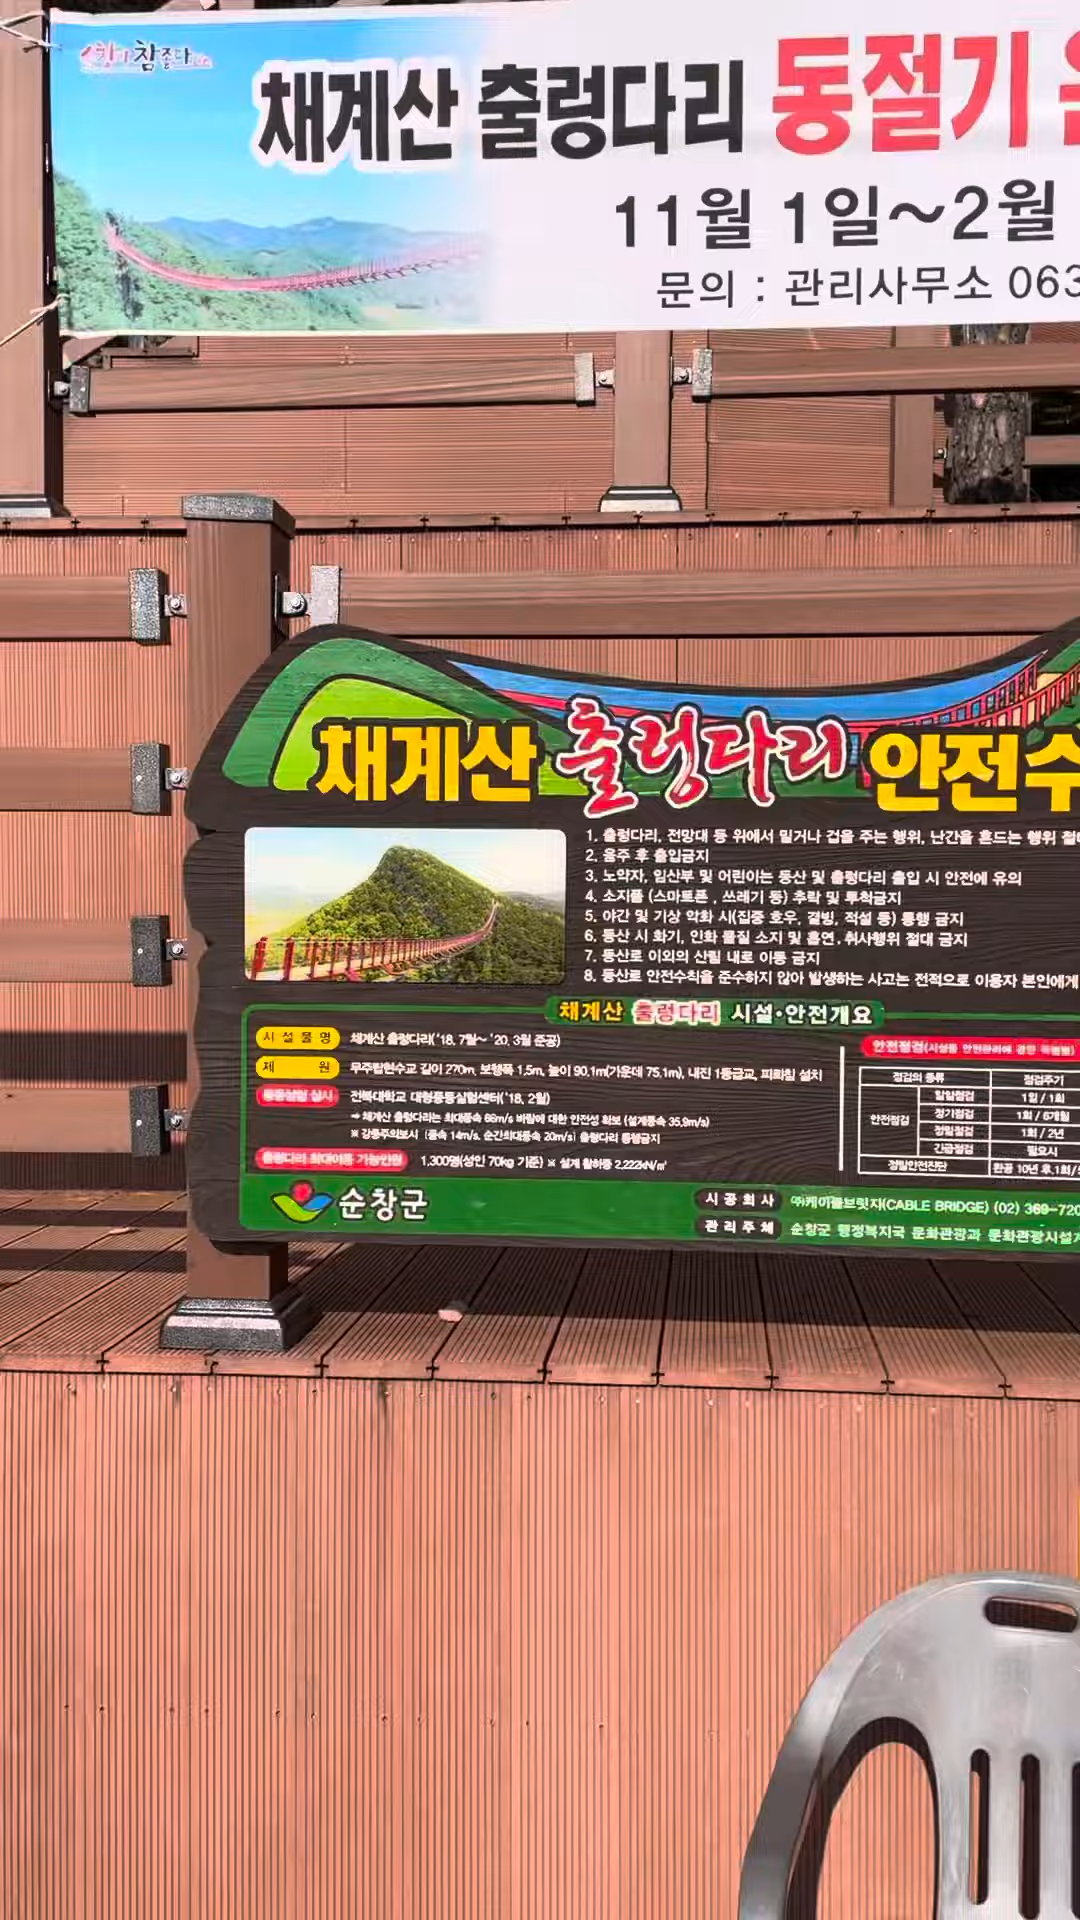 참좋다
채계산 출렁다리 동절기
11월 1일~2월
문의 : 관리사무소 063
채계산 출렁다리 안전수
1. 출렁다리, 전망대 등 위에서 밀거나 겁을 주는 행위, 난간을 흔드는 행위 절대
2. 음주 후 출입금지
3. 노약자, 임산부 및 어린이는 등산 및 출렁다리 출입 시 안전에 유의
4. 소지품 (스마트폰 , 쓰레기 등) 추락 및 투척금지
5. 야간 및 기상 악화 시(집중 호우, 결빙, 적설 등) 통행 금지
6. 등산 시 화기, 인화 물질 소지 및 흡연, 취사행위 절대 금지
7. 등산로 이외의 산림 내로 이동 금지
8. 등산로 안전수칙을 준수하지 않아 발생하는 사고는 전적으로 이용자 본인에게
채계산 출렁다리 시설·안전개요
시 설 물 명 채계산 출렁다리('18. 7월~ '20. 3월 준공)
제 원 무주탑현수교 길이 270m, 보행폭 1.5m, 높이 90.1m(가운데 75.1m), 내진 1등급교, 피뢰침 설치
풍동실험 실시 전북대학교 대형풍동실험센터('18. 2월)
➔ 채계산 출렁다리는 최대풍속 66m/s 바람에 대한 안전성 확보 (설계풍속 35.9m/s)
※ 강풍주의보시 (풍속 14m/s, 순간최대풍속 20m/s) 출렁다리 통행금지
출렁다리 최대이용 가능인원 1,300명(성인 70kg 기준) ※ 설계 활하중 2.222kN/㎡
안전점검(시설물 안전관리에 관한 특별법)
점검의 종류 점검주기
안전점검 일일점검 1일 / 1회
정기점검 1회 / 6개월
정밀점검 1회 / 2년
긴급점검 필요시
정밀안전진단 완공 10년 후,1회/
순창군
시 공 회 사 ㈜케이블브릿지(CABLE BRIDGE) (02) 369-720
관 리 주 체 순창군 행정복지국 문화관광과 문화관광시설계